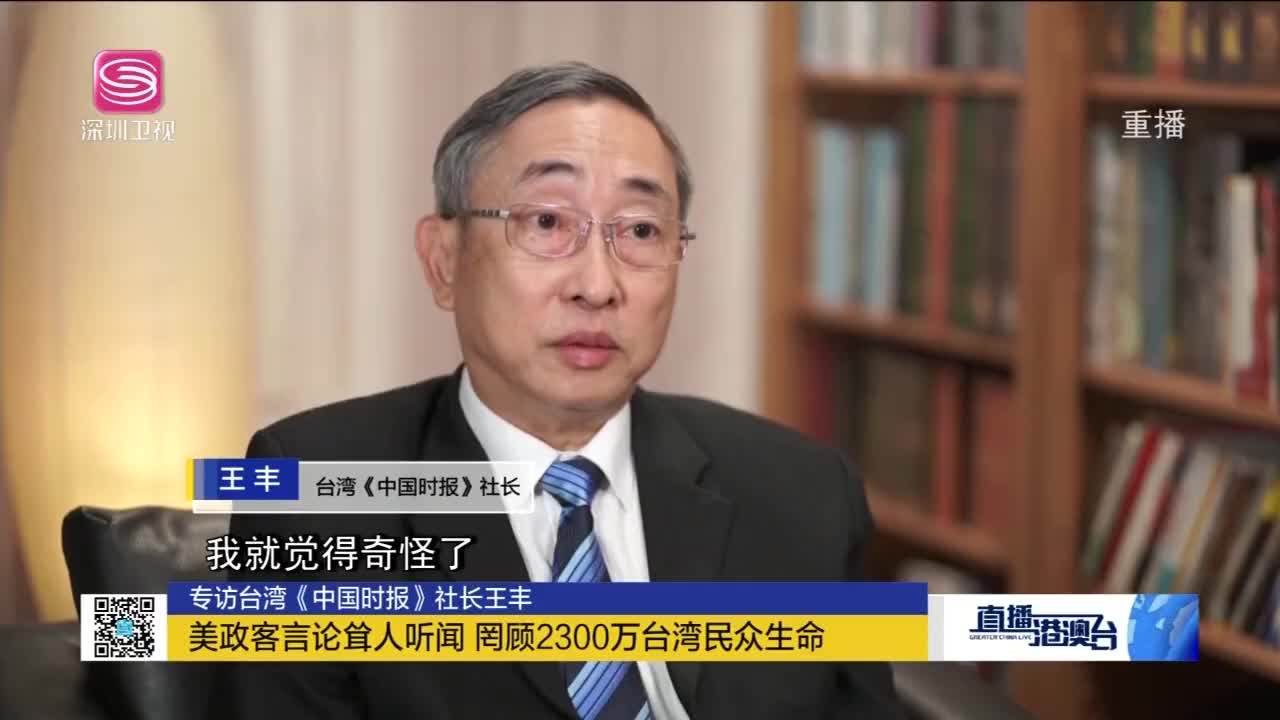 深圳卫视
重播
王丰
台湾《中国时报》社长
我就觉得奇怪了
专访台湾《中国时报》社长王丰
美政客言论耸人听闻 罔顾2300万台湾民众生命
直播港澳台
GREATER CHINA LIVE